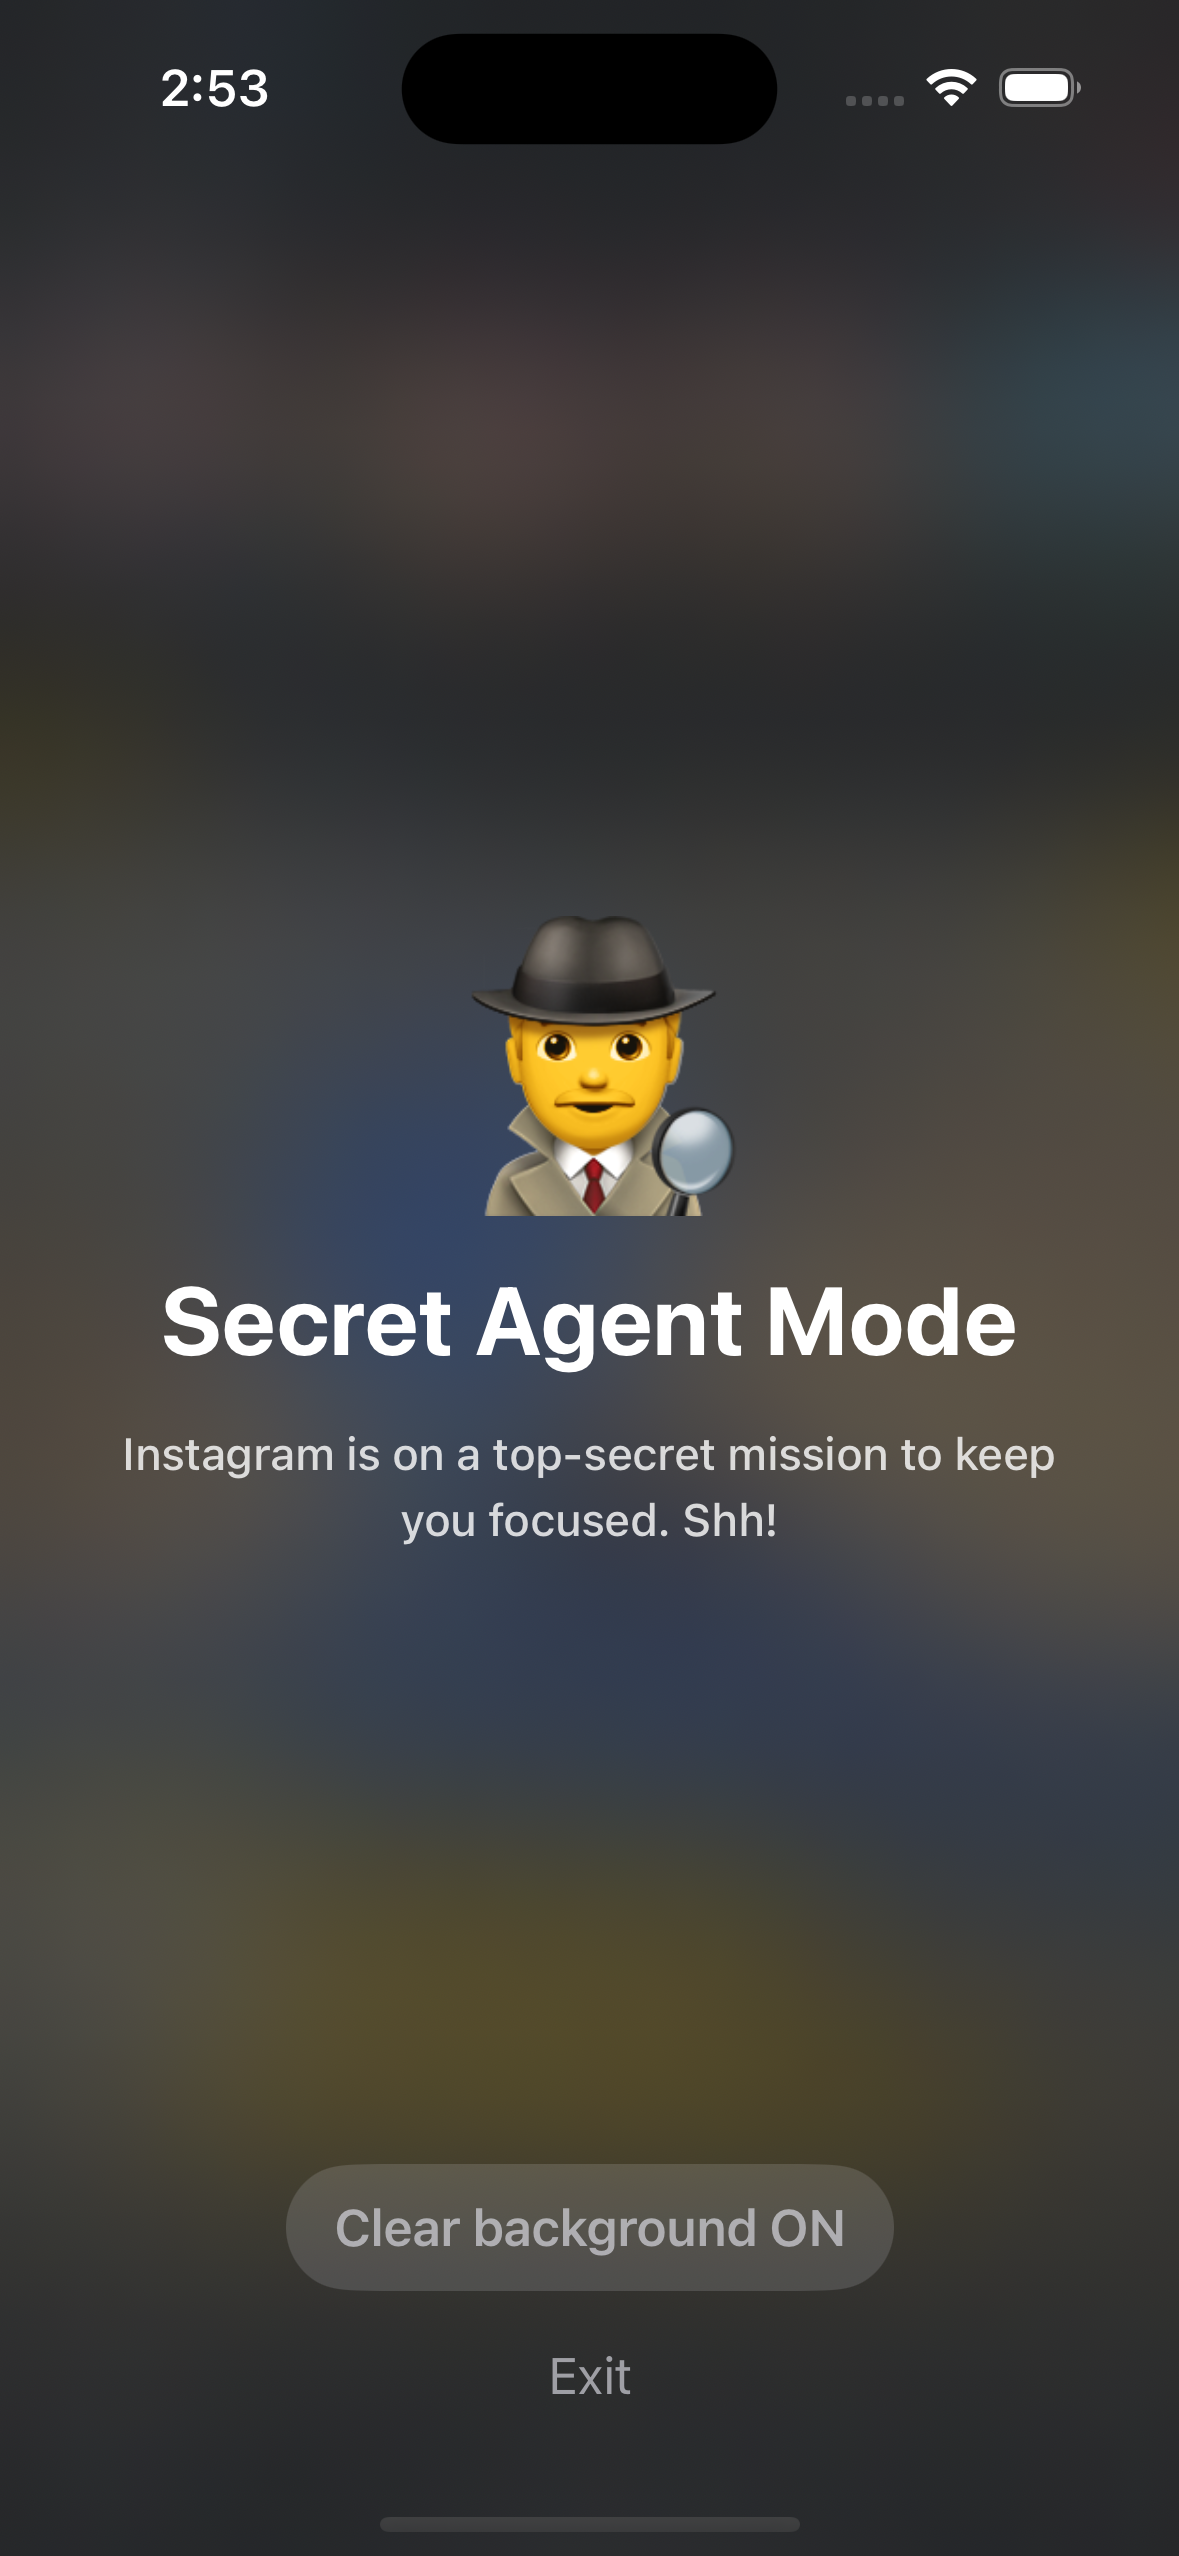 2:53
Secret Agent Mode
Instagram is on a top-secret mission to keep
you focused. Shh!
Clear background ON
Exit